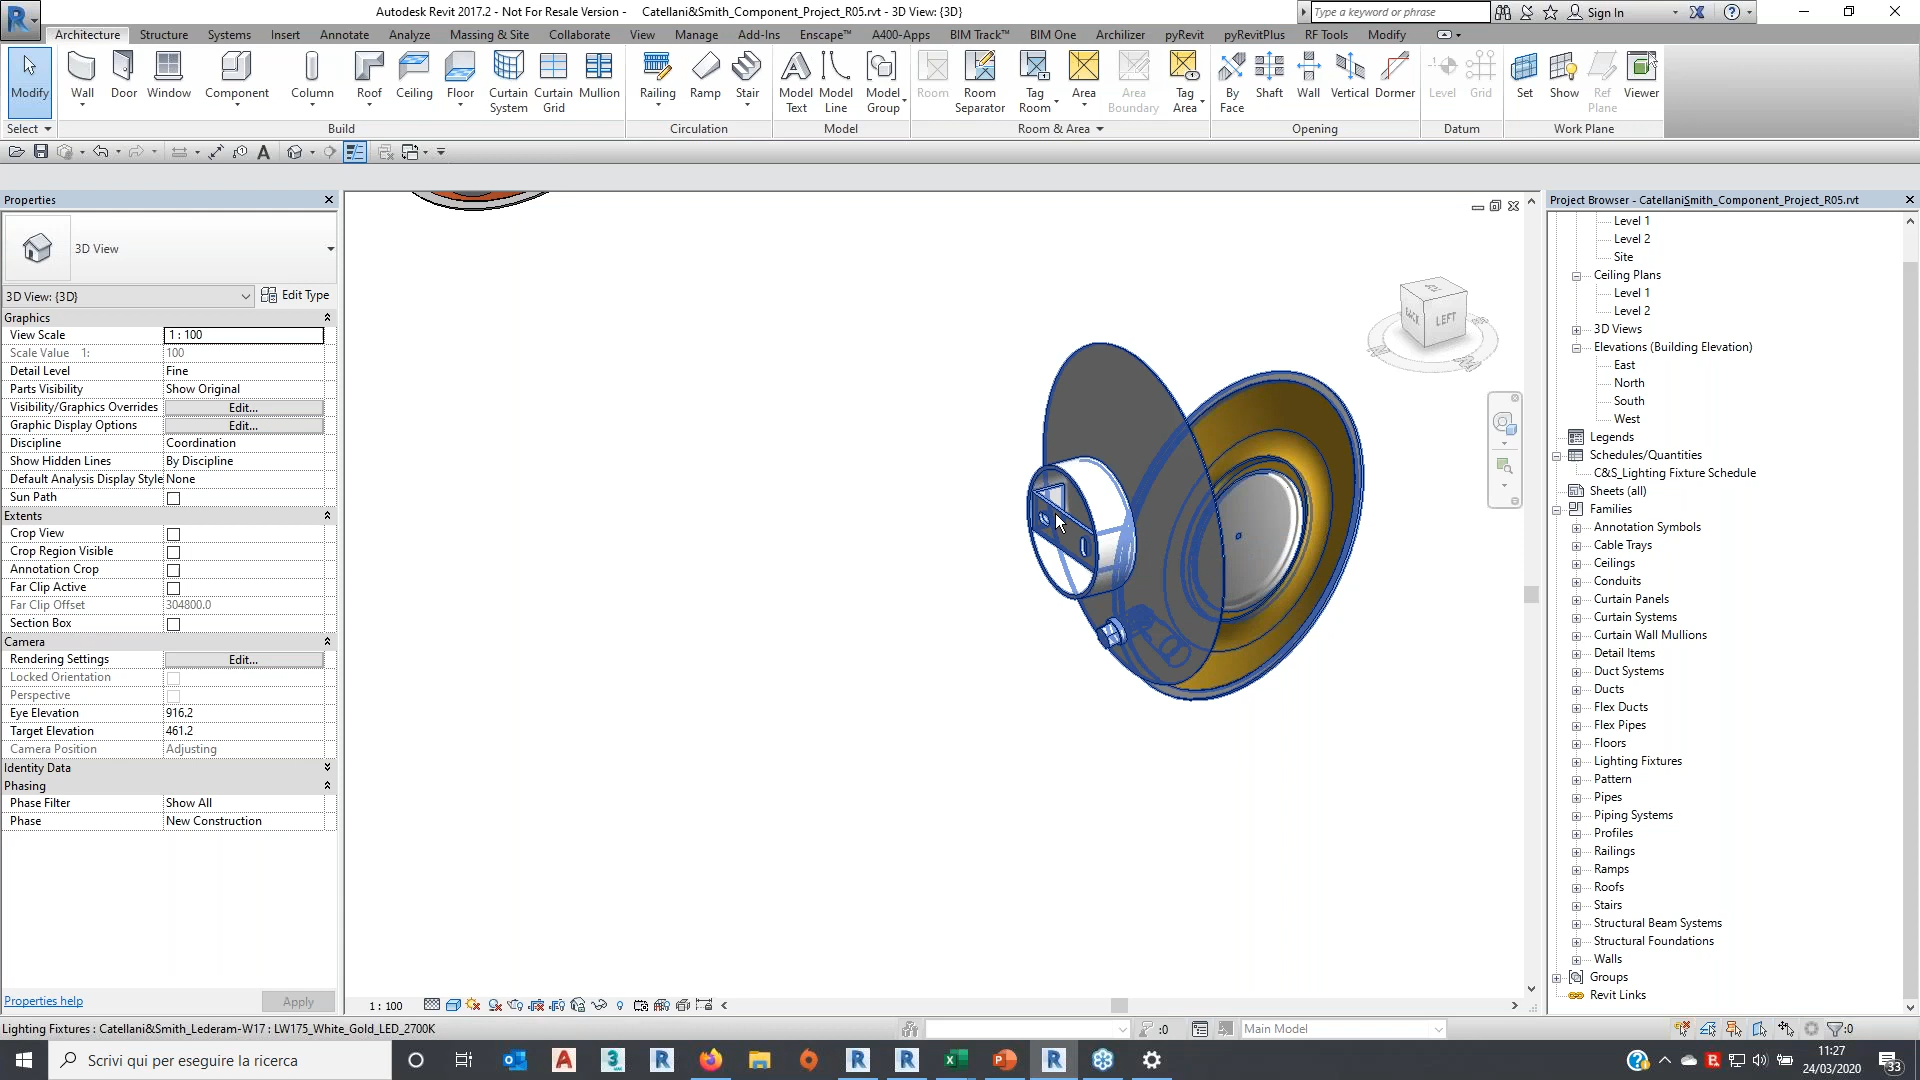 Autodesk Revit 2017.2 - Not For Resale Version - Catellani&Smith_Component_Project_R05.rvt - 3D View: {3D}
Type a keyword or phrase
Sign In
Architecture Structure Systems Insert Annotate Analyze Massing & Site Collaborate View Manage Add-Ins Enscape™ A400-Apps BIM Track™ BIM One Archilizer pyRevit pyRevitPlus RF Tools Modify
Modify Wall Door Window Component Column Roof Ceiling Floor Curtain System Curtain Grid Mullion Railing Ramp Stair Model Text Model Line Model Group Room Room Separator Tag Room Area Area Boundary Tag Area By Face Shaft Wall Vertical Dormer Level Grid Set Show Ref Plane Viewer
Select Build Circulation Model Room & Area Opening Datum Work Plane
Properties
3D View
3D View: {3D} Edit Type
Graphics
View Scale 1 : 100
Scale Value 1: 100
Detail Level Fine
Parts Visibility Show Original
Visibility/Graphics Overrides Edit...
Graphic Display Options Edit...
Discipline Coordination
Show Hidden Lines By Discipline
Default Analysis Display Style None
Sun Path
Extents
Crop View
Crop Region Visible
Annotation Crop
Far Clip Active
Far Clip Offset 304800.0
Section Box
Camera
Rendering Settings Edit...
Locked Orientation
Perspective
Eye Elevation 916.2
Target Elevation 461.2
Camera Position Adjusting
Identity Data
Phasing
Phase Filter Show All
Phase New Construction
Properties help Apply
BACK LEFT
1 : 100
Project Browser - CatellaniSmith_Component_Project_R05.rvt
Level 1
Level 2
Site
Ceiling Plans
Level 1
Level 2
3D Views
Elevations (Building Elevation)
East
North
South
West
Legends
Schedules/Quantities
C&S_Lighting Fixture Schedule
Sheets (all)
Families
Annotation Symbols
Cable Trays
Ceilings
Conduits
Curtain Panels
Curtain Systems
Curtain Wall Mullions
Detail Items
Duct Systems
Ducts
Flex Ducts
Flex Pipes
Floors
Lighting Fixtures
Pattern
Pipes
Piping Systems
Profiles
Railings
Ramps
Roofs
Stairs
Structural Beam Systems
Structural Foundations
Walls
Groups
Revit Links
Lighting Fixtures : Catellani&Smith_Lederam-W17 : LW175_White_Gold_LED_2700K
:0
Main Model
:0
Scrivi qui per eseguire la ricerca
11:27
24/03/2020
33